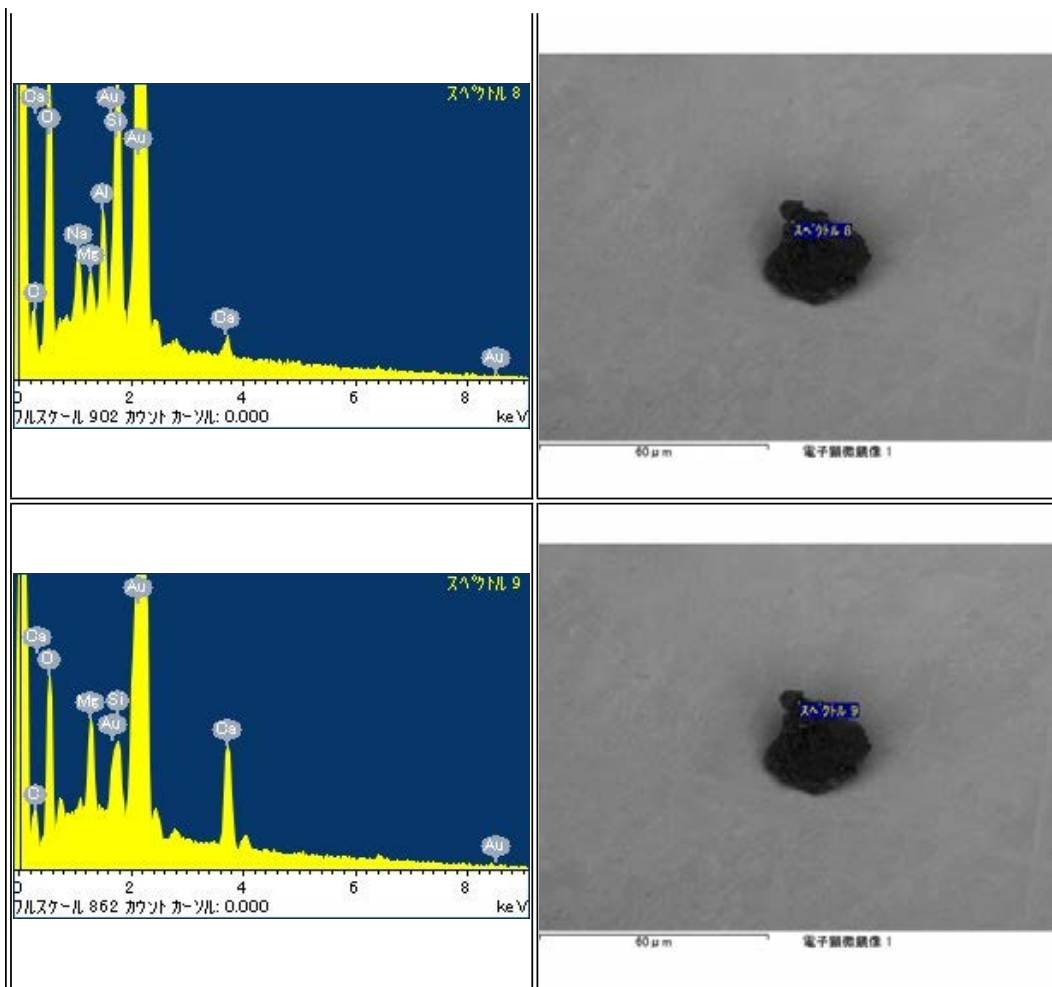 スペクトル 8
Ca
Au
O
Si
Au
Al
Na
Mg
C
Ca
Au
0 2 4 6 8
フルスケール 902 カウント カーソル: 0.000 keV
スペクトル 8
60μm 電子顕微鏡像 1
スペクトル 9
Au
Ca
O
Mg
Si
Au
Ca
C
Au
0 2 4 6 8
フルスケール 862 カウント カーソル: 0.000 keV
スペクトル 9
60μm 電子顕微鏡像 1